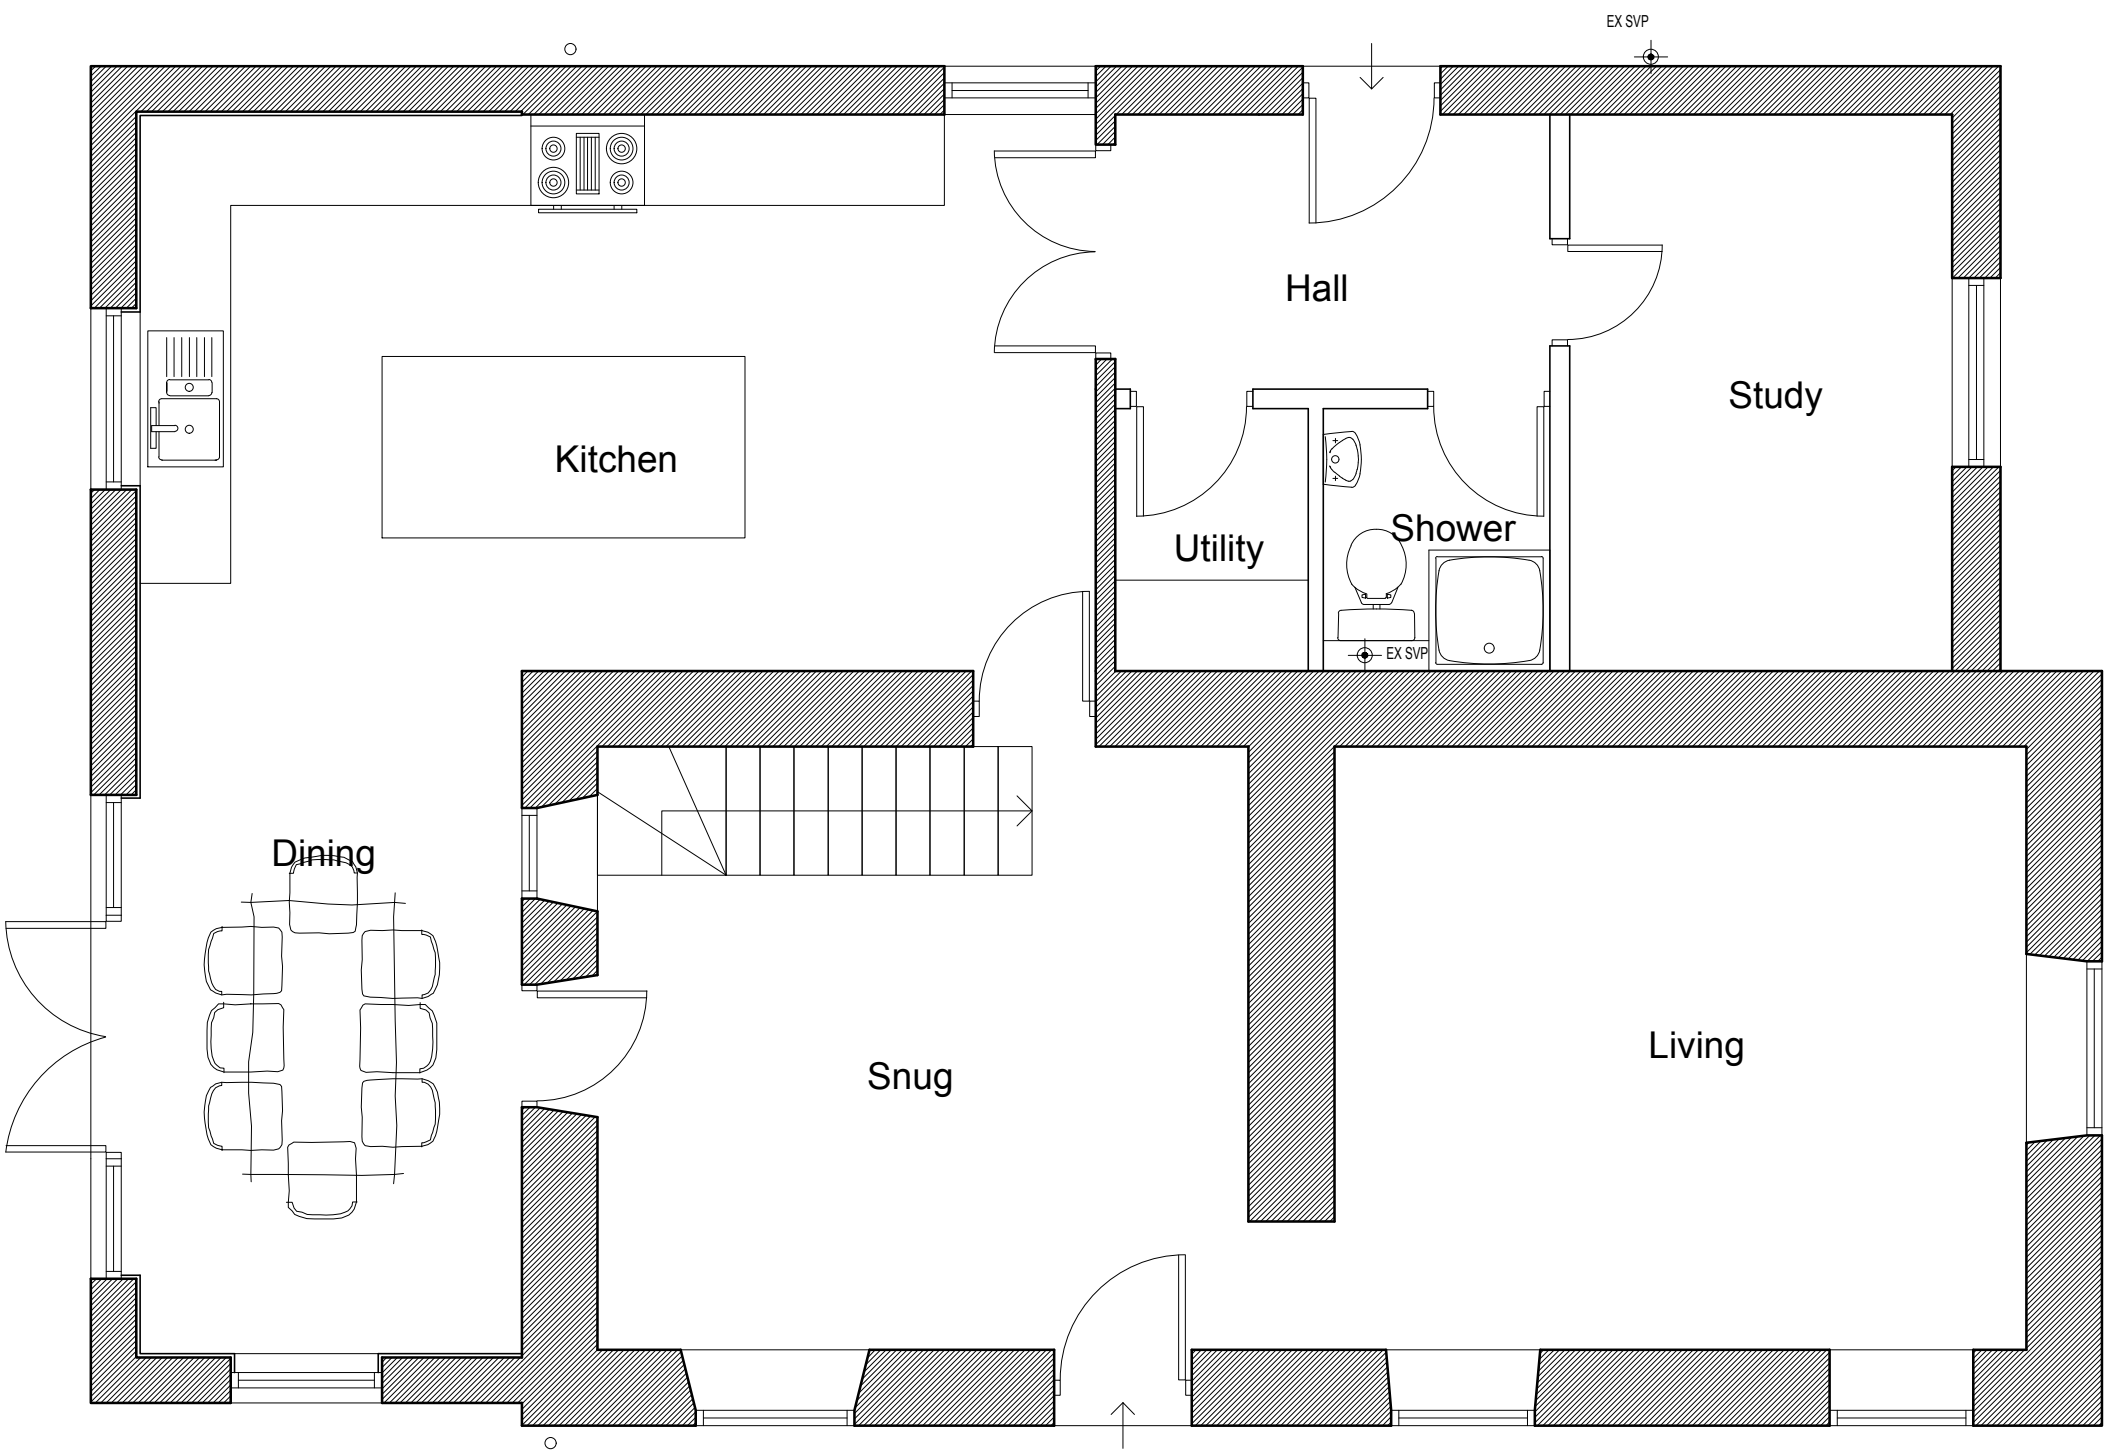 EX SVP
Hall
Study
Kitchen
Shower
Utility
EX SVP
Dining
Living
Snug